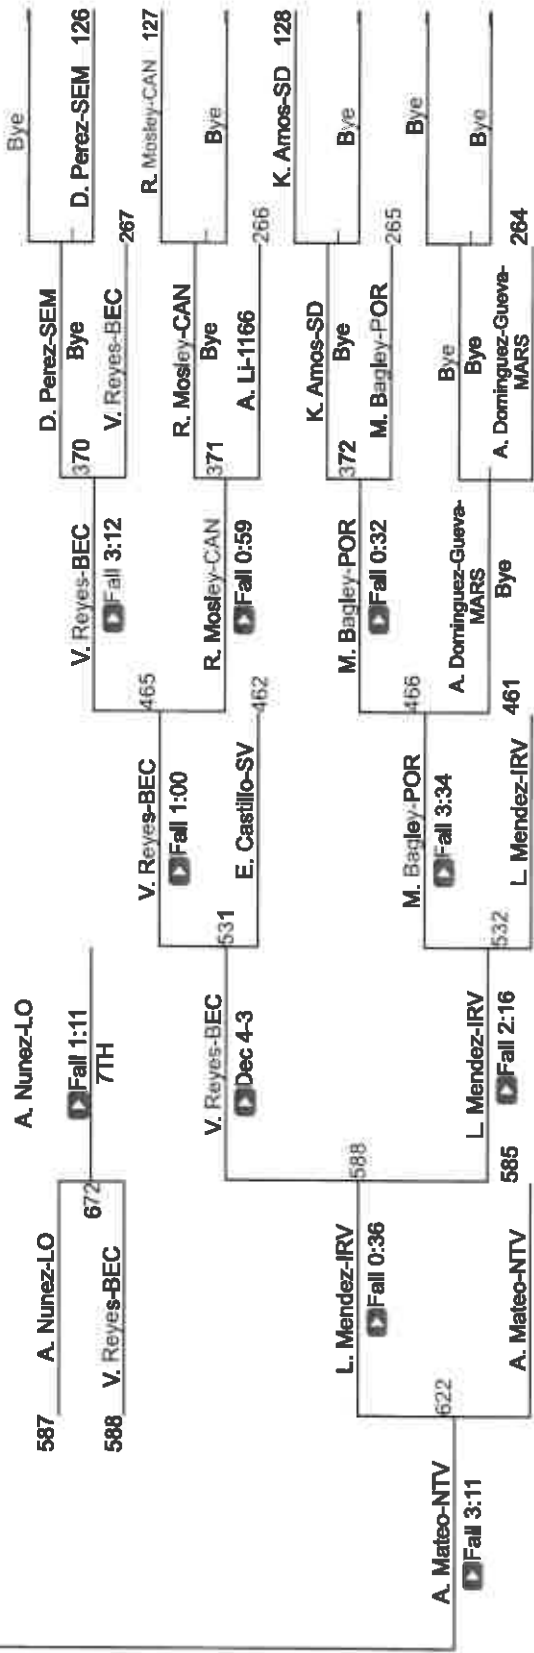 Bye
D. Perez-SEM 126
D. Perez-SEM
Bye
370
V. Reyes-BEC
267
V. Reyes-BEC
Fall 3:12
R. Mosley-CAN 127
Bye
R. Mosley-CAN
Bye
371
A. Li-1166
266
R. Mosley-CAN
Fall 0:59
465
V. Reyes-BEC
Fall 1:00
E. Castillo-SV
462
531
V. Reyes-BEC
Dec 4-3
K. Amos-SD 128
Bye
K. Amos-SD
Bye
372
M. Bagley-POR
265
M. Bagley-POR
Fall 0:32
Bye
Bye
Bye
Bye
A. Dominguez-Gueva-
MARS
264
A. Dominguez-Gueva-
MARS
Bye
466
M. Bagley-POR
Fall 3:34
L. Mendez-IRV
461
532
L. Mendez-IRV
Fall 2:16
588
L. Mendez-IRV
Fall 0:36
A. Mateo-NTV
585
622
A. Mateo-NTV
Fall 3:11
587
A. Nunez-LO
588
V. Reyes-BEC
672
A. Nunez-LO
Fall 1:11
7TH